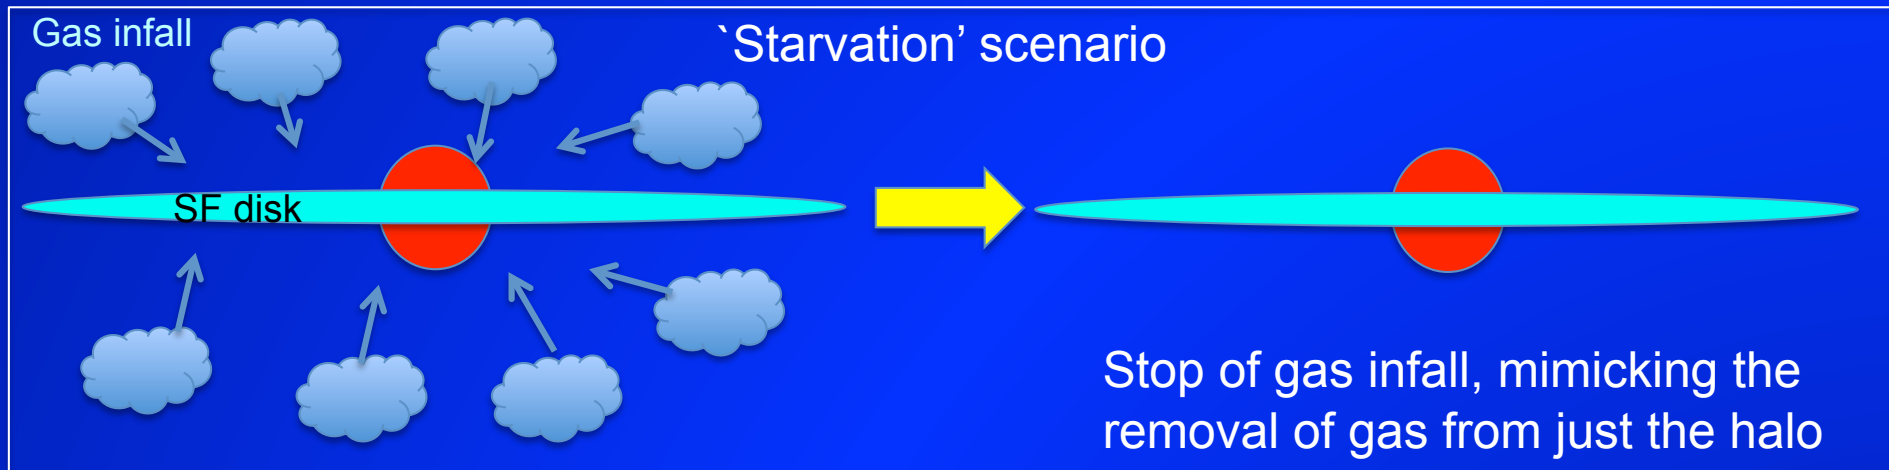 Gas infall
`Starvation’ scenario
SF disk
Stop of gas infall, mimicking the
removal of gas from just the halo